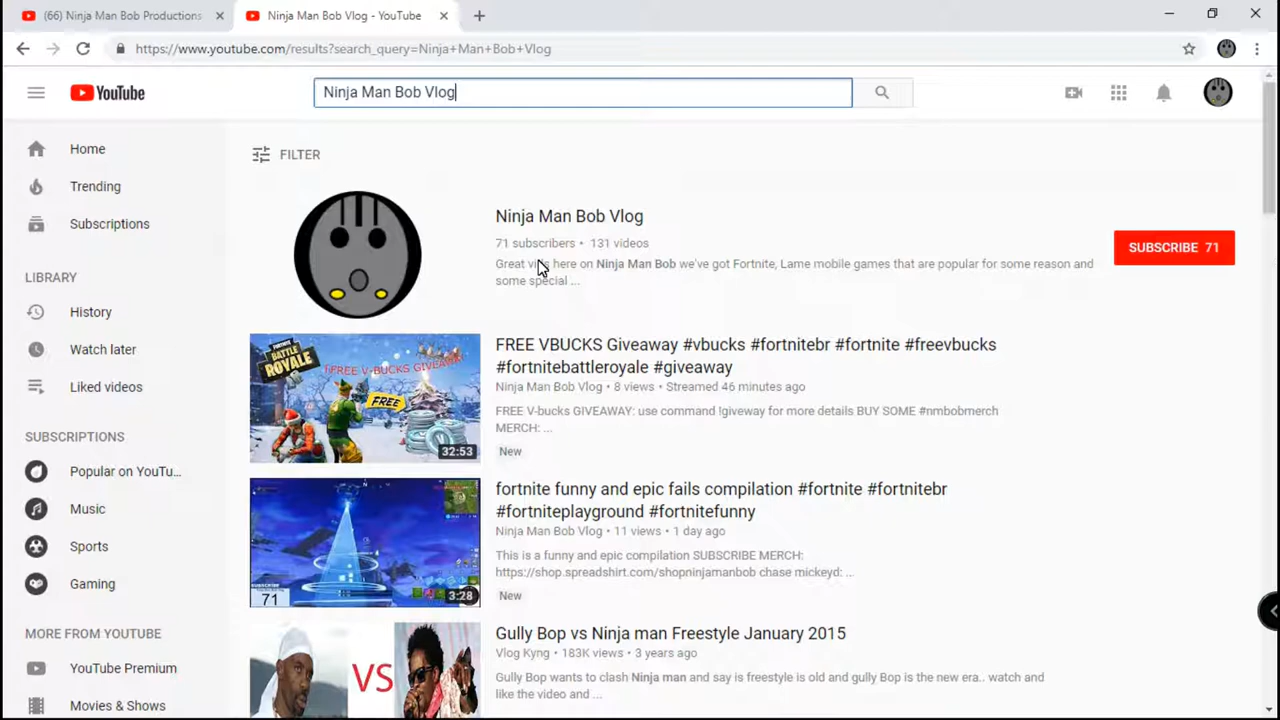 (66) Ninja Man Bob Productions
Ninja Man Bob Vlog - YouTube
https://www.youtube.com/results?search_query=Ninja+Man+Bob+Vlog
YouTube
Ninja Man Bob Vlog
Home
Trending
Subscriptions
LIBRARY
History
Watch later
Liked videos
SUBSCRIPTIONS
Popular on YouTu...
Music
Sports
Gaming
MORE FROM YOUTUBE
YouTube Premium
Movies & Shows
FILTER
Ninja Man Bob Vlog
71 subscribers • 131 videos
Great vids here on Ninja Man Bob we've got Fortnite, Lame mobile games that are popular for some reason and
some special ...
SUBSCRIBE 71
FORTNITE
BATTLE
ROYALE
FREE V-BUCKS GIVEAWAY
FREE
32:53
FREE VBUCKS Giveaway #vbucks #fortnitebr #fortnite #freevbucks
#fortnitebattleroyale #giveaway
Ninja Man Bob Vlog • 8 views • Streamed 46 minutes ago
FREE V-bucks GIVEAWAY: use command !giveway for more details BUY SOME #nmbobmerch
MERCH: ...
New
71
3:28
fortnite funny and epic fails compilation #fortnite #fortnitebr
#fortniteplayground #fortnitefunny
Ninja Man Bob Vlog • 11 views • 1 day ago
This is a funny and epic compilation SUBSCRIBE MERCH:
https://shop.spreadshirt.com/shopninjamanbob chase mickeyd: ...
New
VS
Gully Bop vs Ninja man Freestyle January 2015
Vlog Kyng • 183K views • 3 years ago
Gully Bop wants to clash Ninja man and say is freestyle is old and gully Bop is the new era.. watch and
like the video and ...